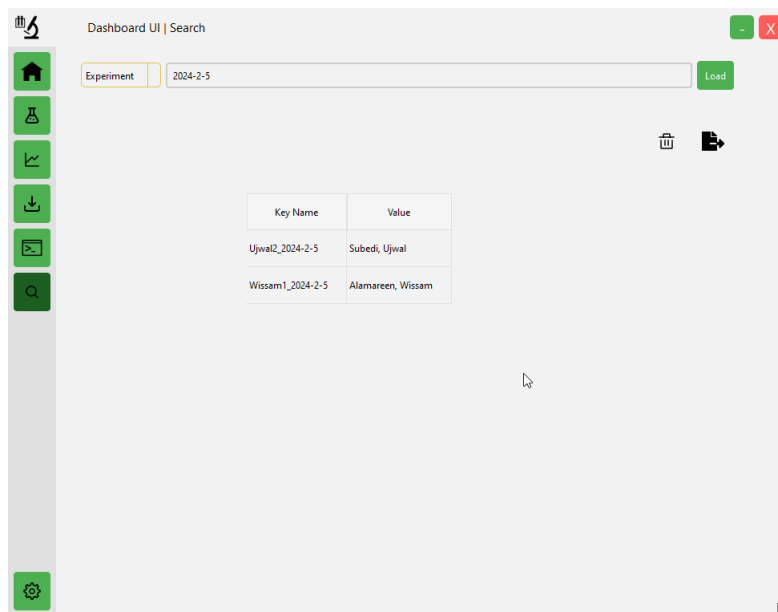 Dashboard UI | Search
-
X
Experiment
2024-2-5
Load
Key Name Value
Ujwal2_2024-2-5 Subedi, Ujwal
Wissam1_2024-2-5 Alamareen, Wissam